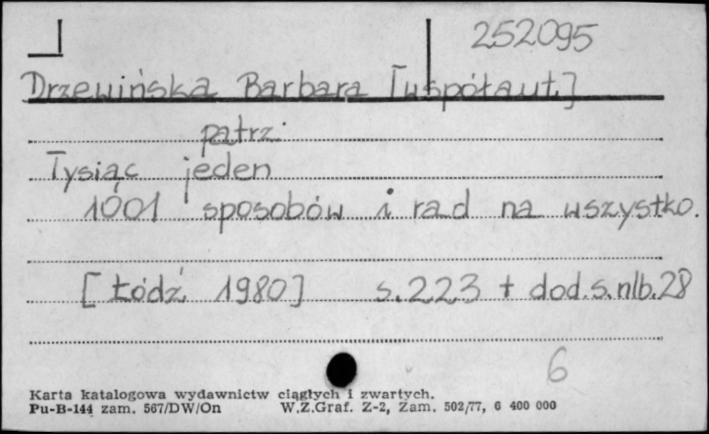 252095
Drzewińska Barbara [współaut.]
patrz:
Tysiąc jeden
1001 sposobów i rad na wszystko.
[Łódź 1980] s.223 + dod.s.nlb.28
6
Karta katalogowa wydawnictw ciągłych i zwartych.
Pu-B-144 zam. 567/DW/On W.Z.Graf. Z-2, Zam. 502/77, 6 400 000